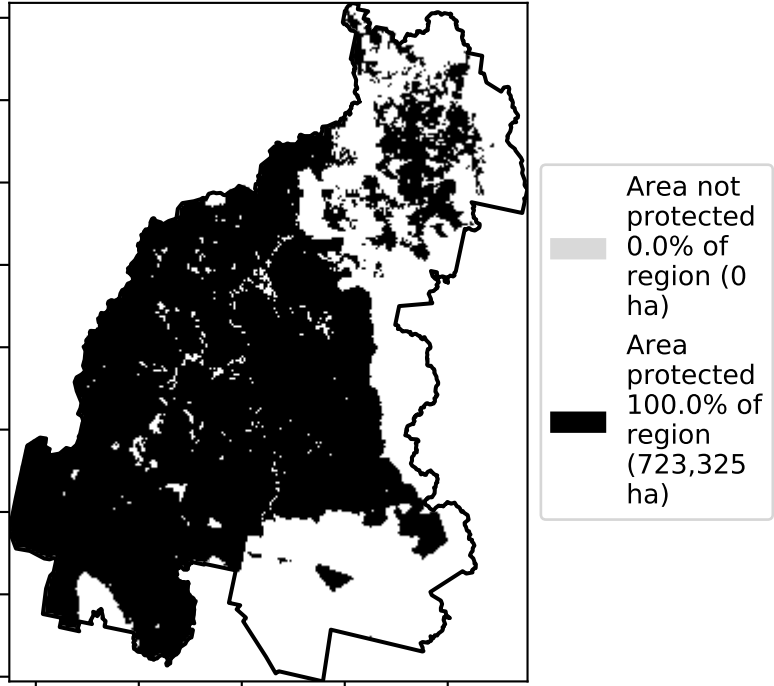 Area not
protected
0.0% of
region (0
ha)
Area
protected
100.0% of
region
(723,325
ha)